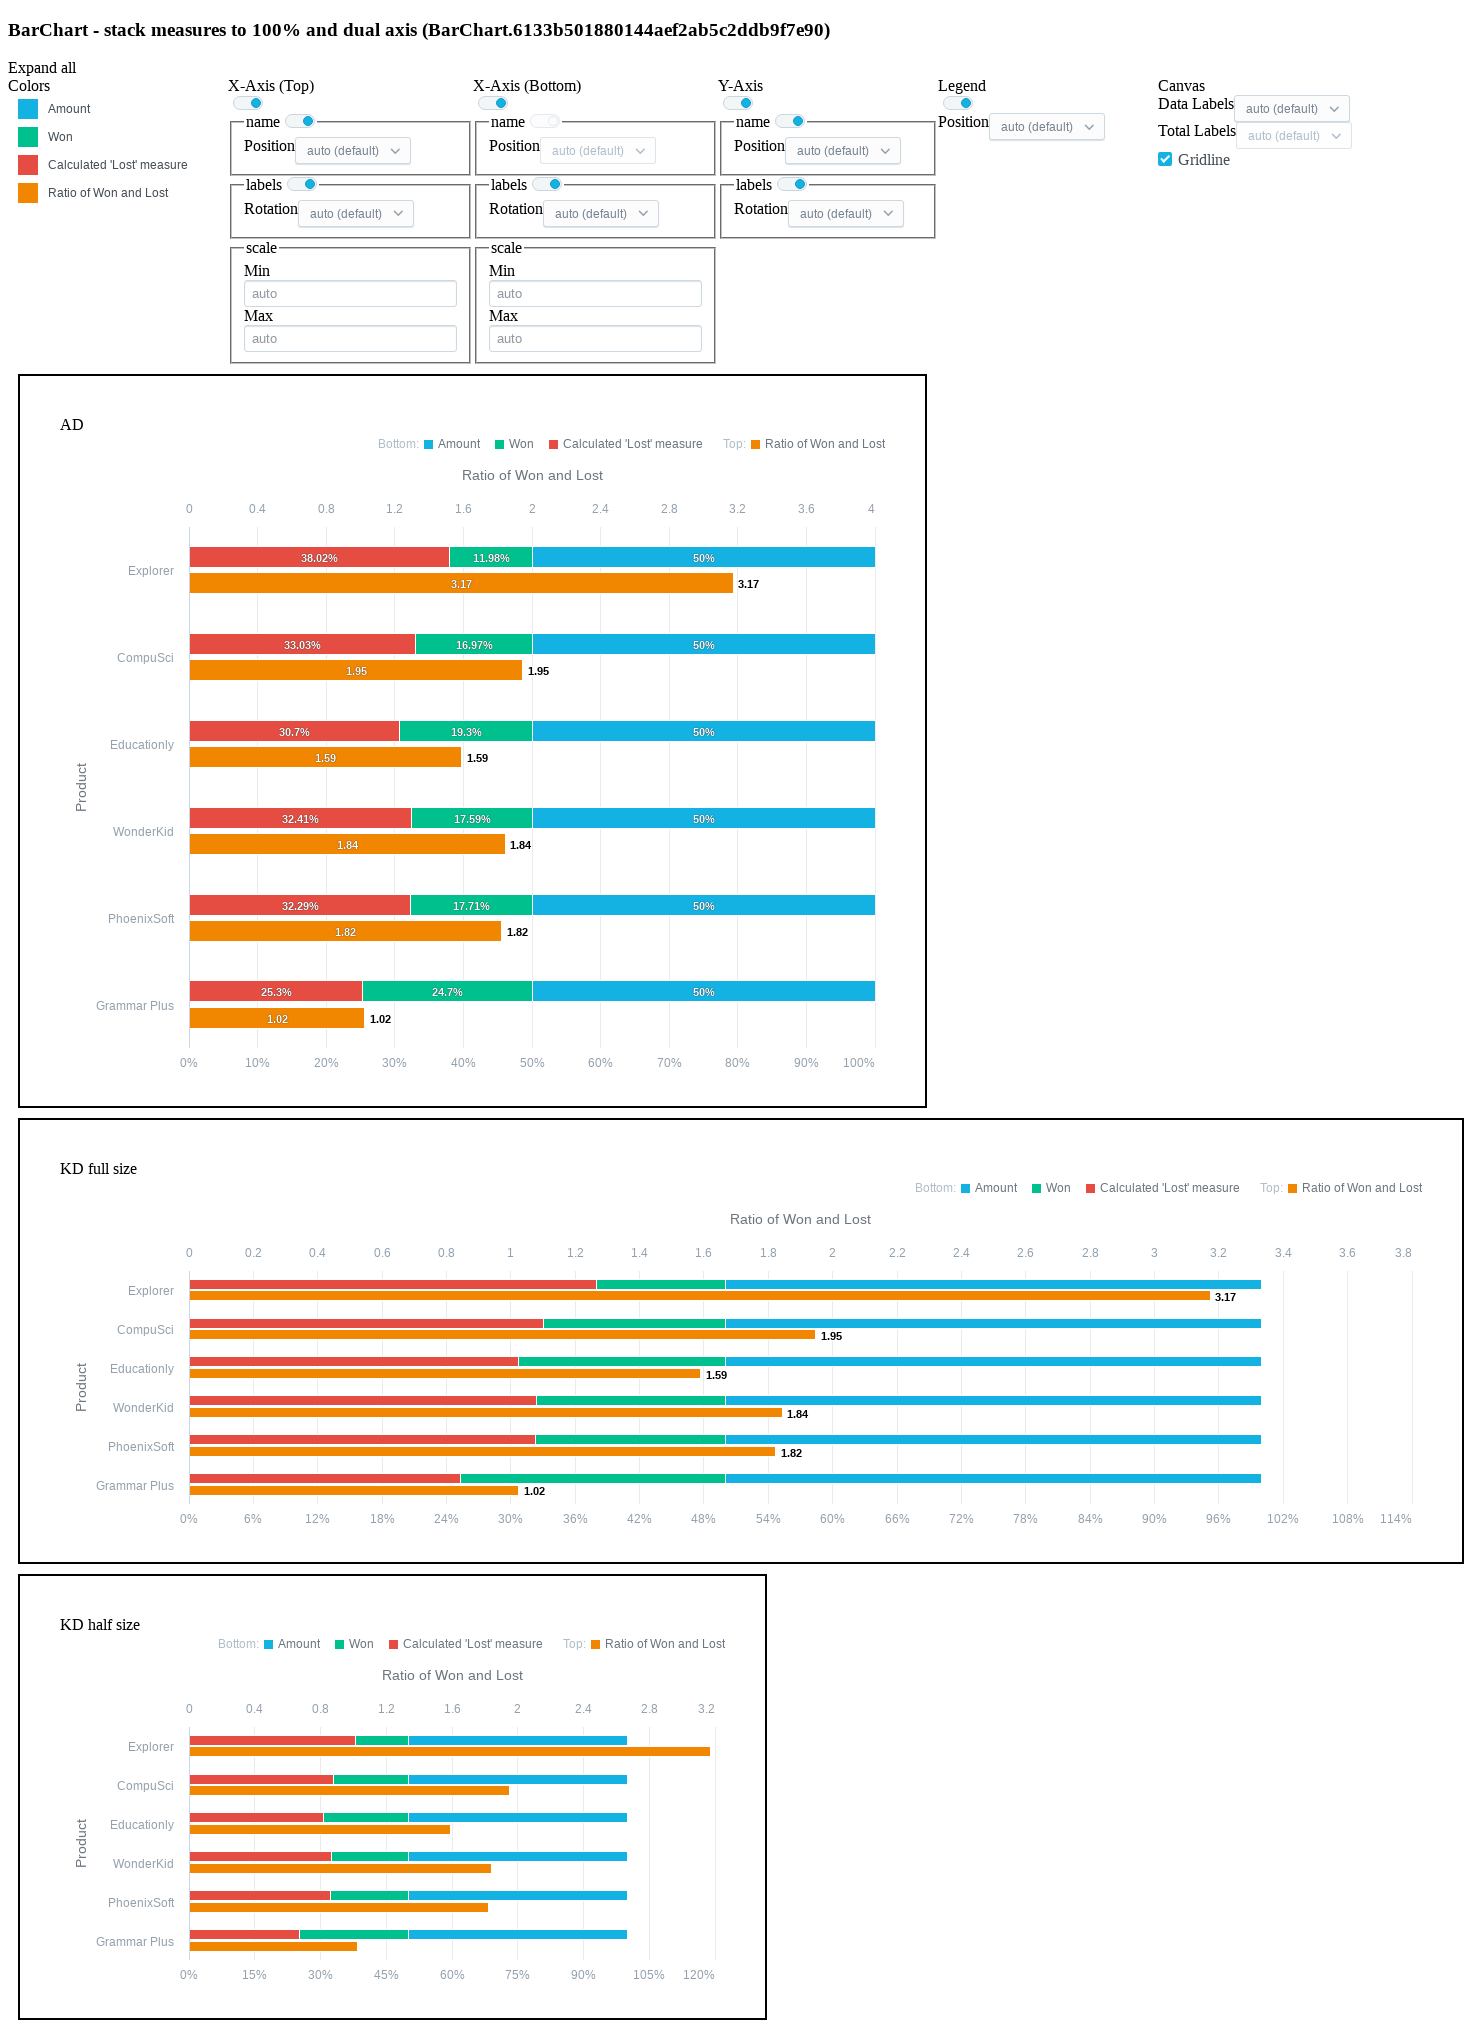 BarChart - stack measures to 100% and dual axis (BarChart.6133b501880144aef2ab5c2ddb9f7e90)
Expand all
Colors
Amount
Won
Calculated 'Lost' measure
Ratio of Won and Lost
X-Axis (Top)
name
Position auto (default)
labels
Rotation auto (default)
scale
Min
auto
Max
auto
X-Axis (Bottom)
name
Position auto (default)
labels
Rotation auto (default)
scale
Min
auto
Max
auto
Y-Axis
name
Position auto (default)
labels
Rotation auto (default)
Legend
Position auto (default)
Canvas
Data Labels auto (default)
Total Labels auto (default)
Gridline
AD
Bottom: Amount Won Calculated 'Lost' measure Top: Ratio of Won and Lost
Ratio of Won and Lost
0 0.4 0.8 1.2 1.6 2 2.4 2.8 3.2 3.6 4
Product
Explorer 38.02% 11.98% 50%
3.17 3.17
CompuSci 33.03% 16.97% 50%
1.95 1.95
Educationly 30.7% 19.3% 50%
1.59 1.59
WonderKid 32.41% 17.59% 50%
1.84 1.84
PhoenixSoft 32.29% 17.71% 50%
1.82 1.82
Grammar Plus 25.3% 24.7% 50%
1.02 1.02
0% 10% 20% 30% 40% 50% 60% 70% 80% 90% 100%
KD full size
Bottom: Amount Won Calculated 'Lost' measure Top: Ratio of Won and Lost
Ratio of Won and Lost
0 0.2 0.4 0.6 0.8 1 1.2 1.4 1.6 1.8 2 2.2 2.4 2.6 2.8 3 3.2 3.4 3.6 3.8
Product
Explorer 3.17
CompuSci 1.95
Educationly 1.59
WonderKid 1.84
PhoenixSoft 1.82
Grammar Plus 1.02
0% 6% 12% 18% 24% 30% 36% 42% 48% 54% 60% 66% 72% 78% 84% 90% 96% 102% 108% 114%
KD half size
Bottom: Amount Won Calculated 'Lost' measure Top: Ratio of Won and Lost
Ratio of Won and Lost
0 0.4 0.8 1.2 1.6 2 2.4 2.8 3.2
Product
Explorer
CompuSci
Educationly
WonderKid
PhoenixSoft
Grammar Plus
0% 15% 30% 45% 60% 75% 90% 105% 120%